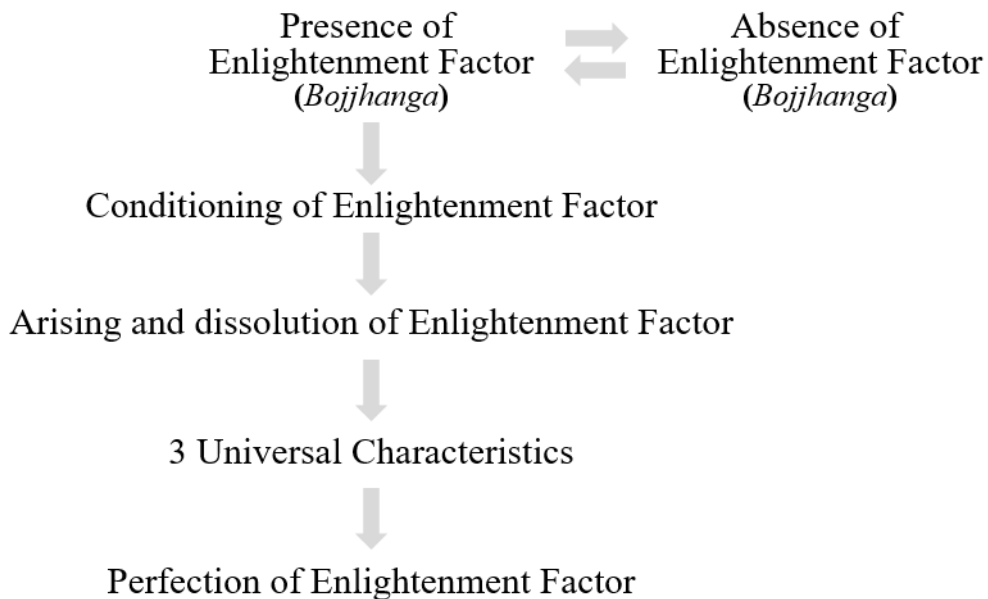 Presence of
Enlightenment Factor
(Bojjhanga)
Absence of
Enlightenment Factor
(Bojjhanga)
Conditioning of Enlightenment Factor
Arising and dissolution of Enlightenment Factor
3 Universal Characteristics
Perfection of Enlightenment Factor